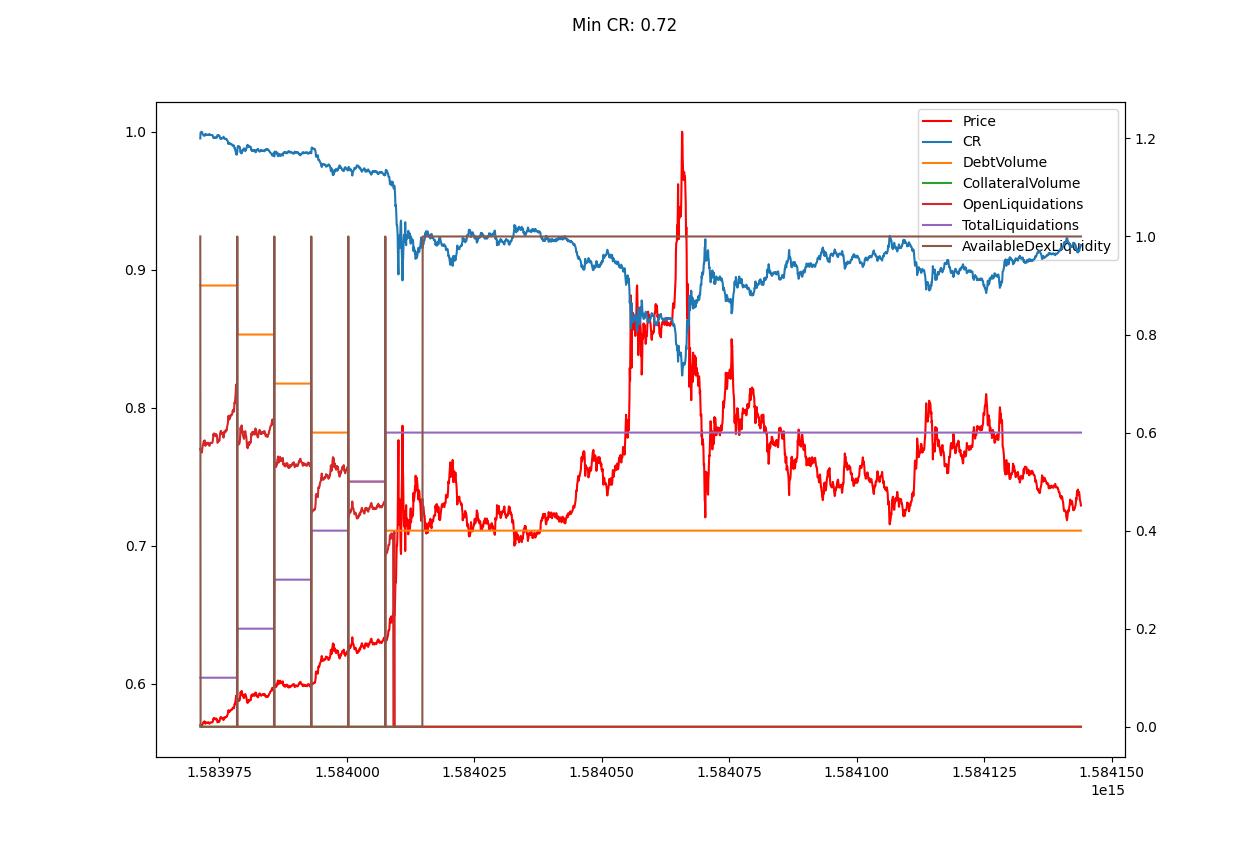 Min CR: 0.72
1.0
0.9
0.8
0.7
0.6
1.2
1.0
0.8
0.6
0.4
0.2
0.0
Price
CR
DebtVolume
CollateralVolume
OpenLiquidations
TotalLiquidations
AvailableDexLiquidity
1.583975 1.584000 1.584025 1.584050 1.584075 1.584100 1.584125 1.584150
1e15